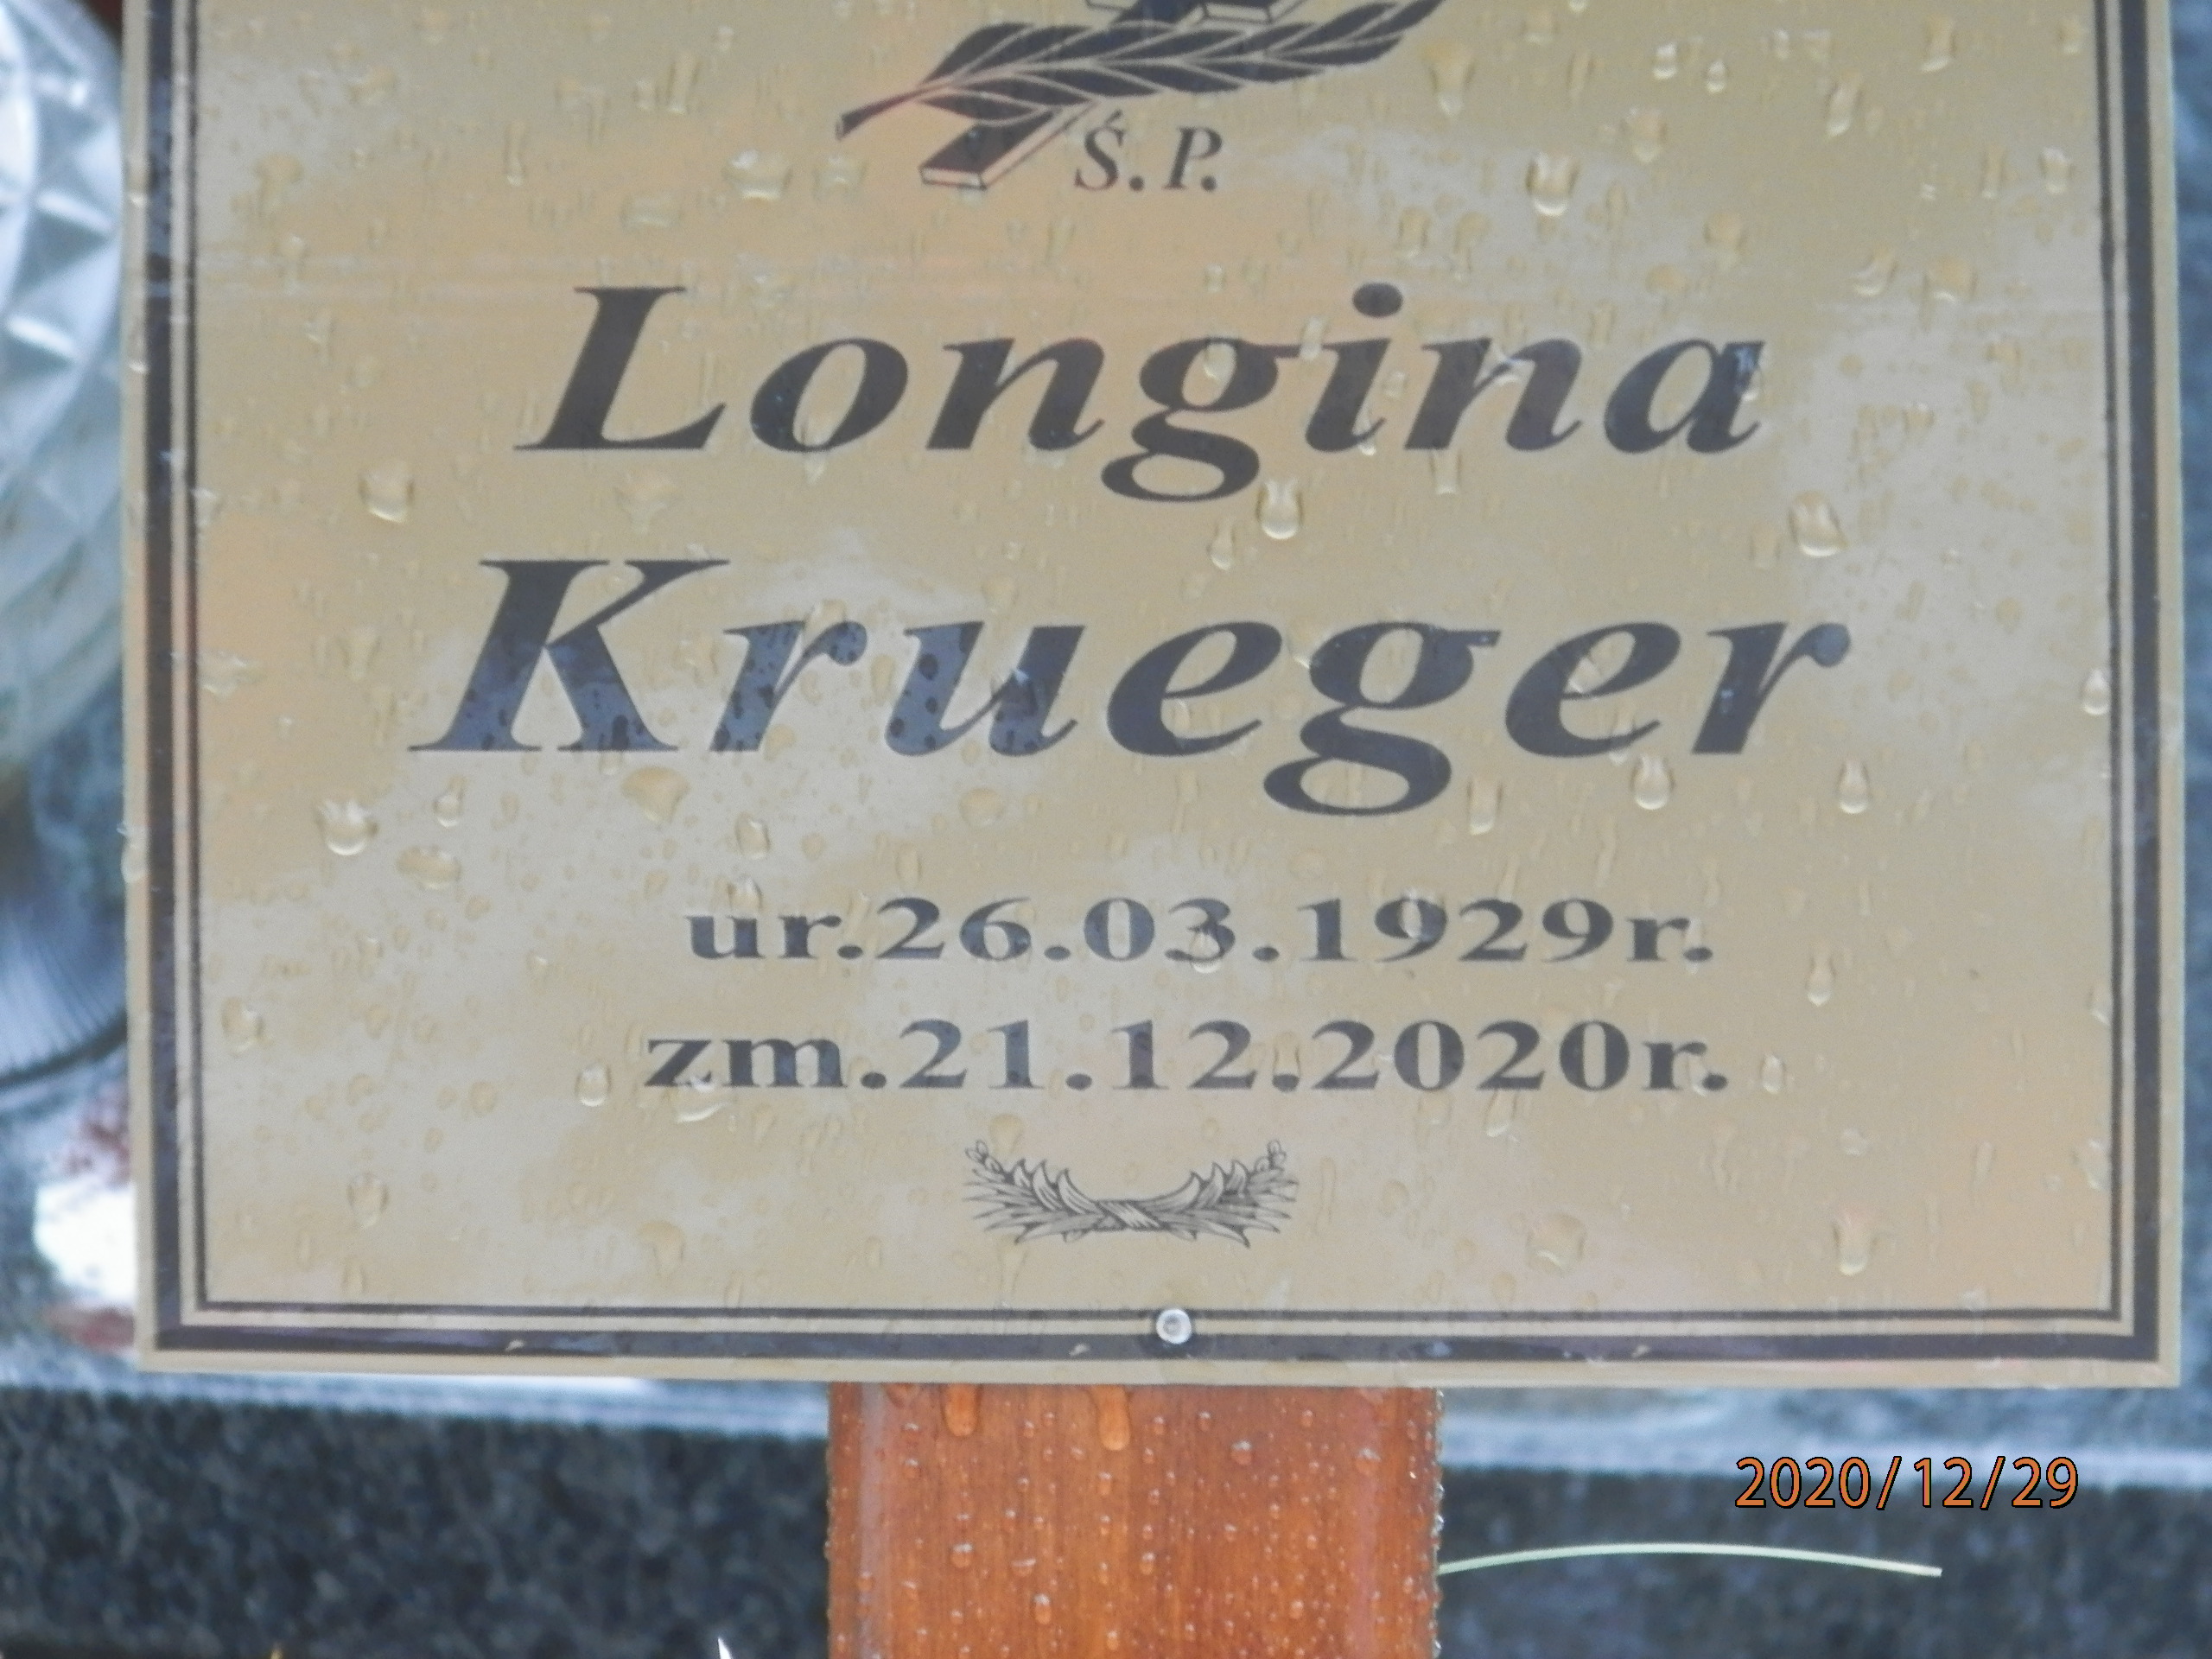 Ś. P.
Longina
Krueger
ur.26.03.1929r.
zm.21.12.2020r.
2020/12/29